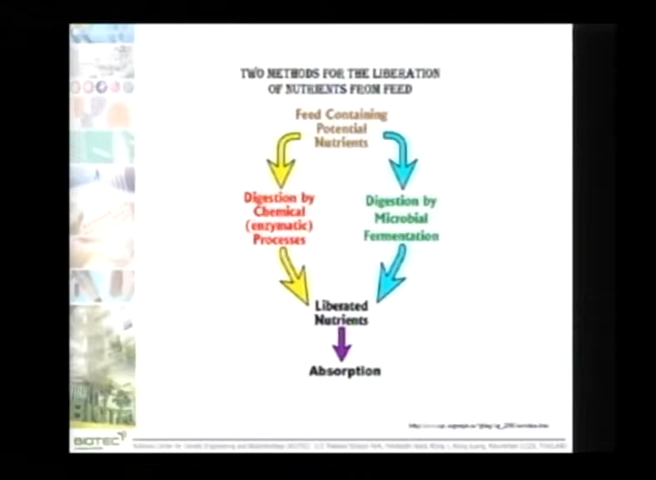 TWO METHODS FOR THE LIBERATION
OF NUTRIENTS FROM FEED
Feed Containing
Potential
Nutrients
Digestion by
Chemical
(enzymatic)
Processes
Digestion by
Microbial
Fermentation
Liberated
Nutrients
Absorption
BIOTEC